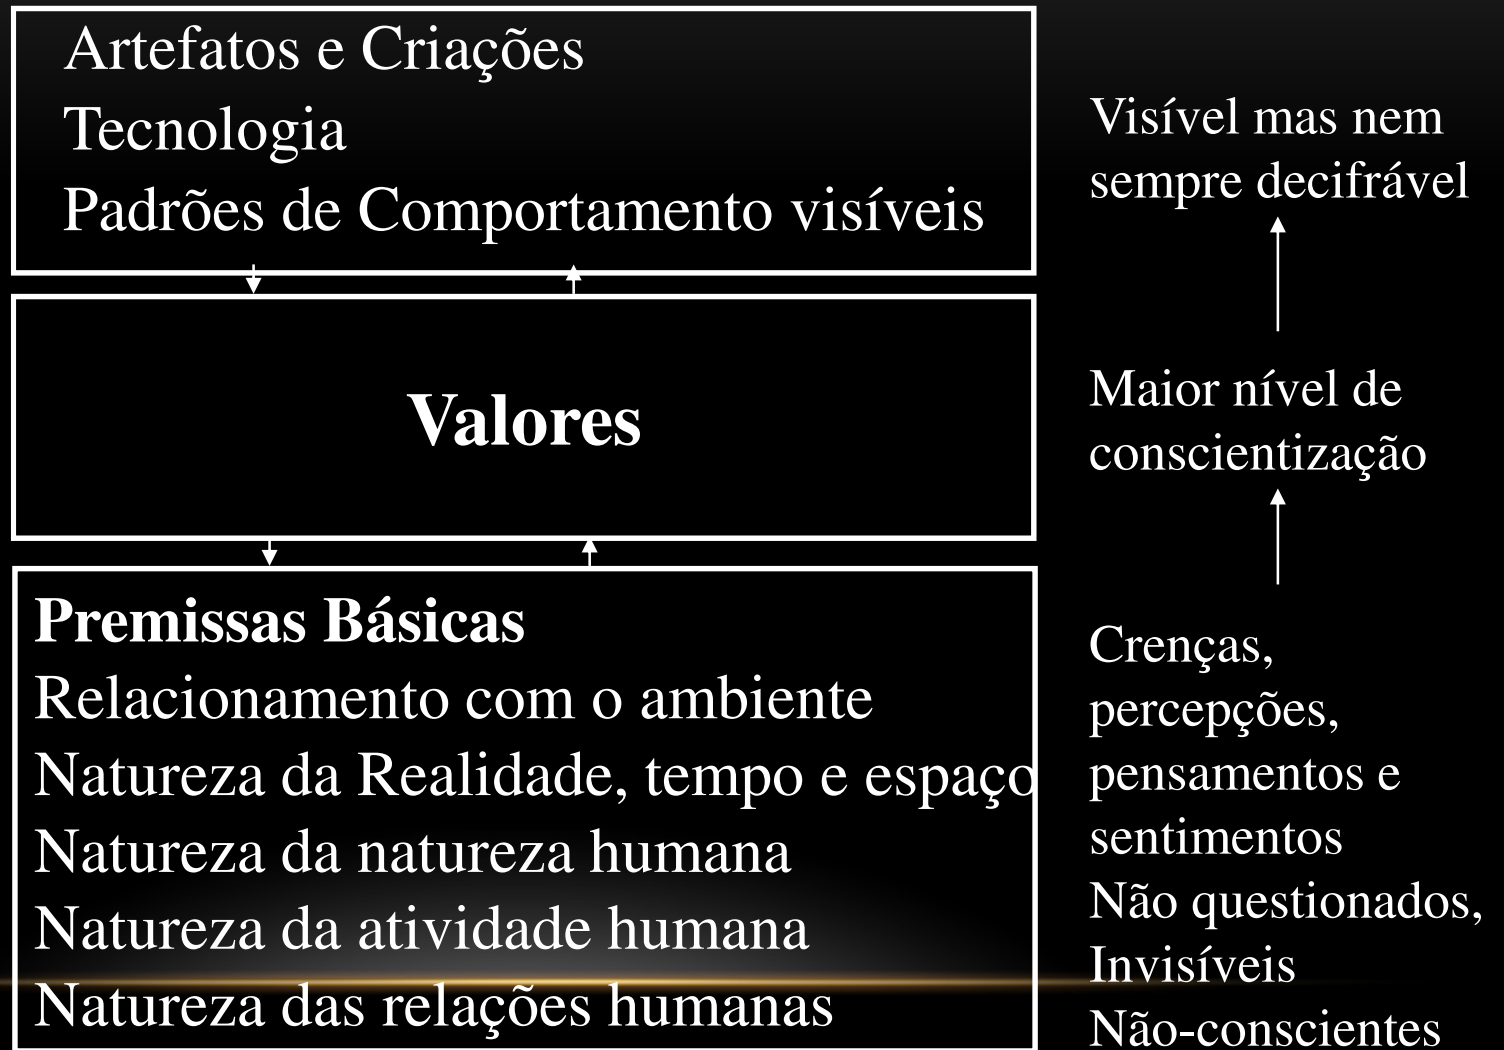 Artefatos e Criações
Tecnologia
Padrões de Comportamento visíveis
Visível mas nem
sempre decifrável
Valores
Maior nível de
conscientização
Premissas Básicas
Relacionamento com o ambiente
Natureza da Realidade, tempo e espaço
Natureza da natureza humana
Natureza da atividade humana
Natureza das relações humanas
Crenças,
percepções,
pensamentos e
sentimentos
Não questionados,
Invisíveis
Não-conscientes